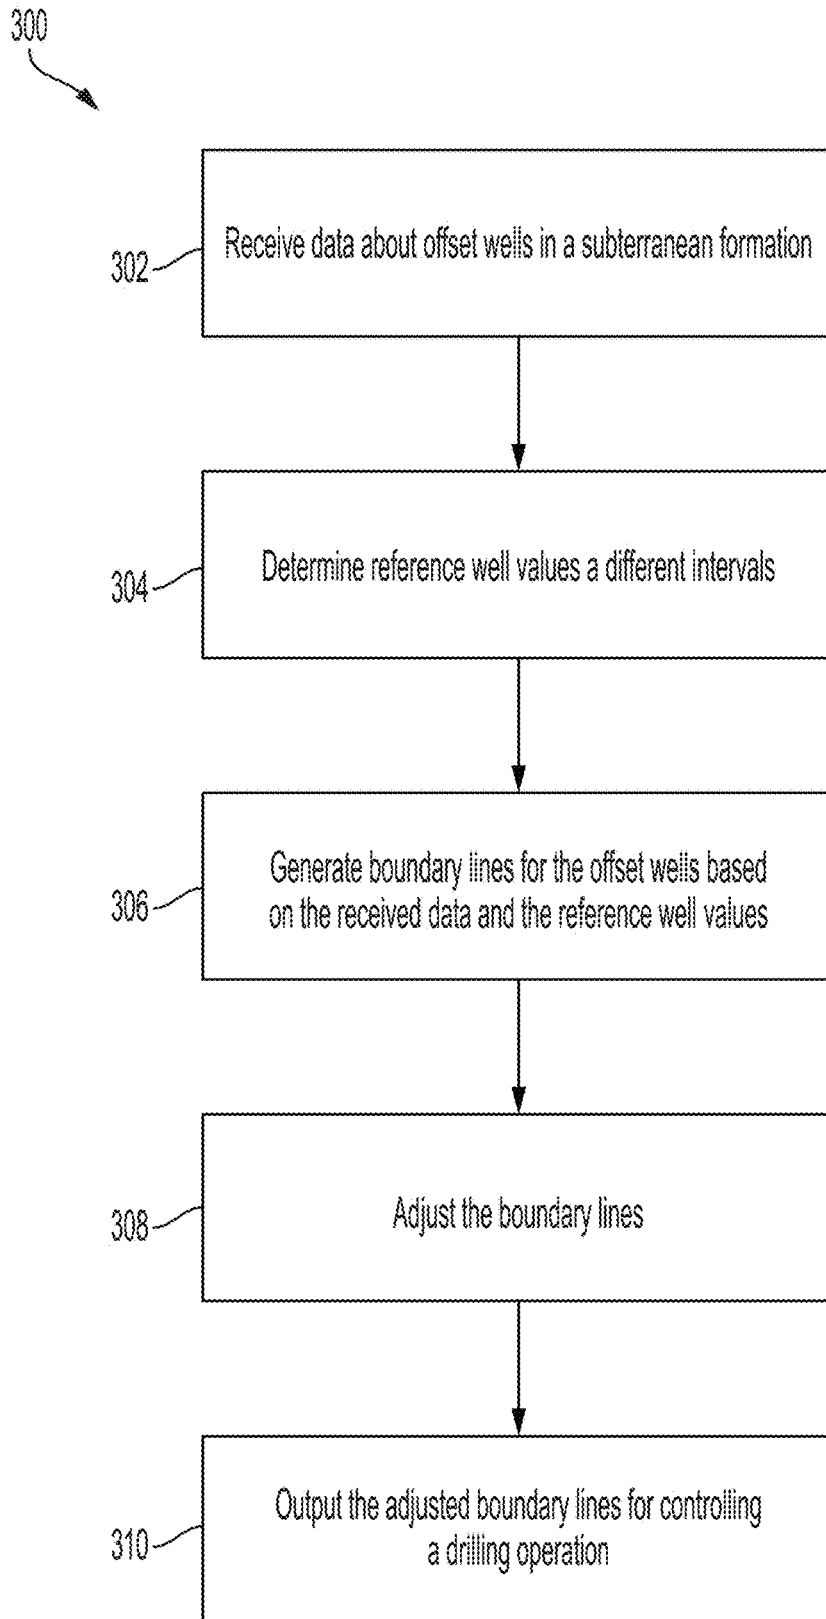 300
302
Receive data about offset wells in a subterranean formation
304
Determine reference well values a different intervals
306
Generate boundary lines for the offset wells based
on the received data and the reference well values
308
Adjust the boundary lines
310
Output the adjusted boundary lines for controlling
a drilling operation